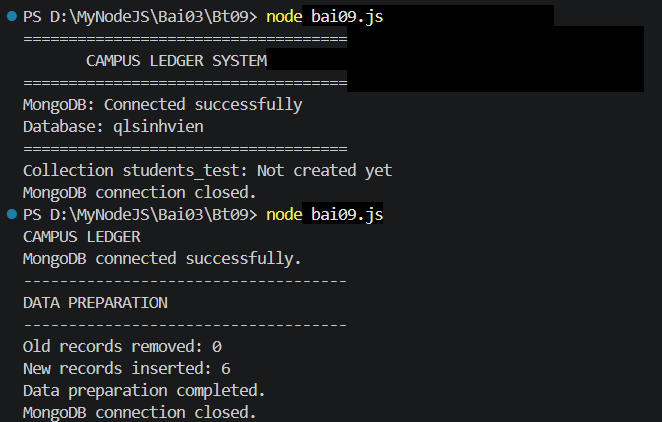 PS D:\MyNodeJS\Bai03\Bt09> node bai09.js
====================================
CAMPUS LEDGER SYSTEM
====================================
MongoDB: Connected successfully
Database: qlsinhvien
====================================
Collection students_test: Not created yet
MongoDB connection closed.
PS D:\MyNodeJS\Bai03\Bt09> node bai09.js
CAMPUS LEDGER
MongoDB connected successfully.
------------------------------------
DATA PREPARATION
------------------------------------
Old records removed: 0
New records inserted: 6
Data preparation completed.
MongoDB connection closed.